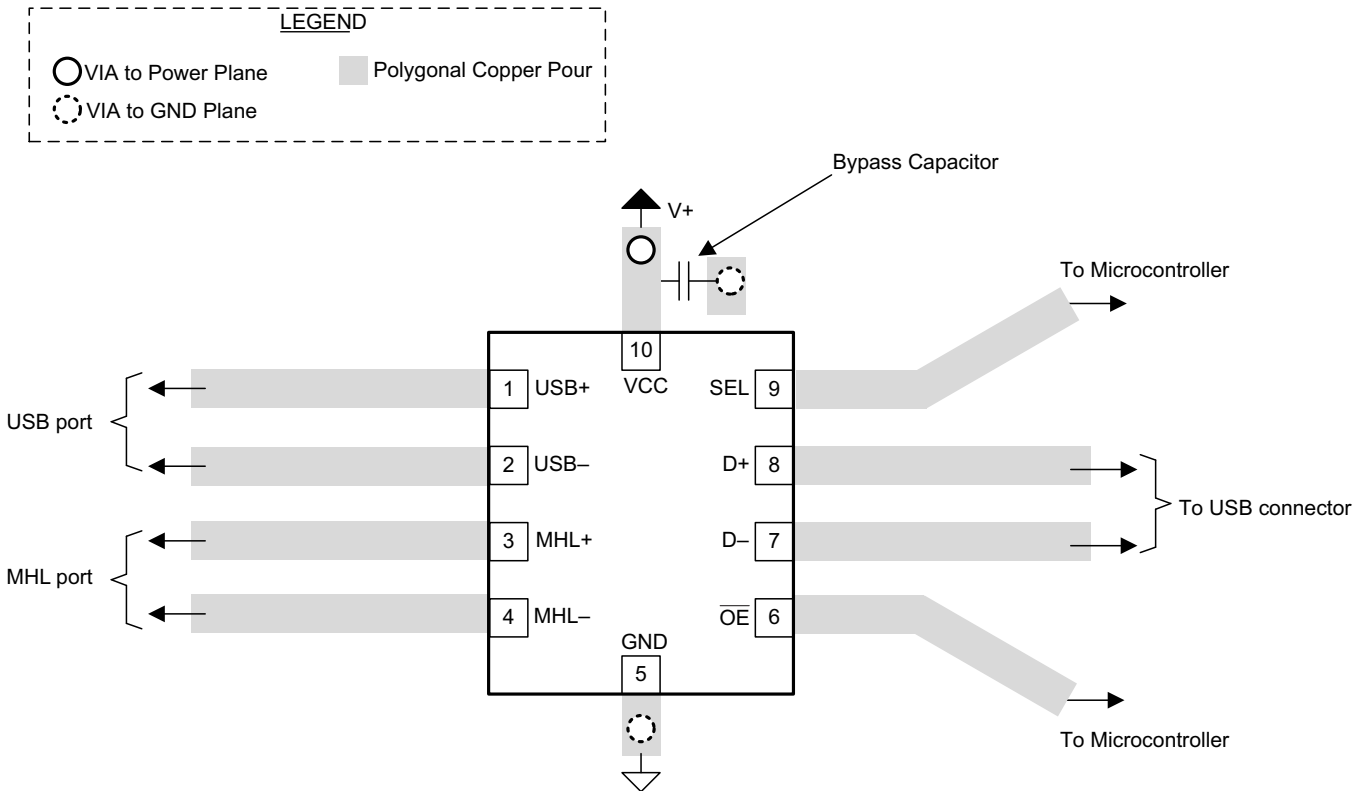 LEGEND
VIA to Power Plane
Polygonal Copper Pour
VIA to GND Plane
Bypass Capacitor
V+
To Microcontroller
10
VCC
1 USB+
SEL 9
USB port
2 USB–
D+ 8
To USB connector
3 MHL+
D– 7
MHL port
4 MHL–
O̅E̅ 6
GND
5
To Microcontroller